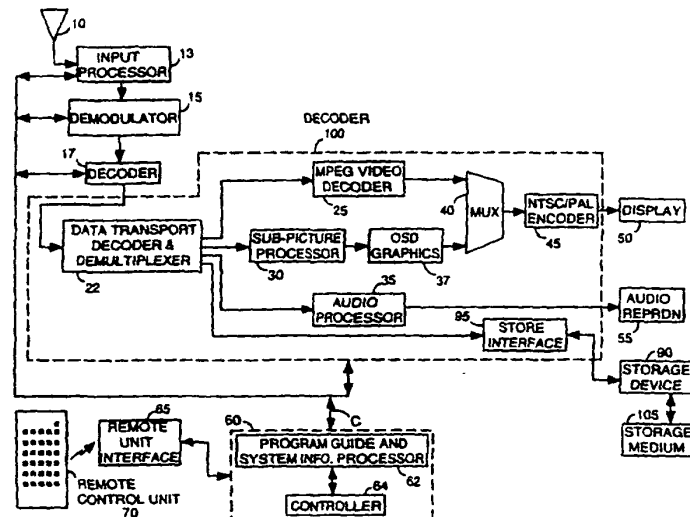 10
INPUT
PROCESSOR
13
DEMODULATOR
15
17
DECODER
DECODER
100
DATA TRANSPORT
DECODER &
DEMULTIPLEXER
22
MPEG VIDEO
DECODER
25
SUB-PICTURE
PROCESSOR
30
OSD
GRAPHICS
37
40
MUX
NTSC/PAL
ENCODER
45
DISPLAY
50
35
AUDIO
PROCESSOR
AUDIO
REPRDN
55
95
STORE
INTERFACE
90
STORAGE
DEVICE
105
STORAGE
MEDIUM
C
60
PROGRAM GUIDE AND
SYSTEM INFO. PROCESSOR
62
64
CONTROLLER
65
REMOTE
UNIT
INTERFACE
REMOTE
CONTROL UNIT
70